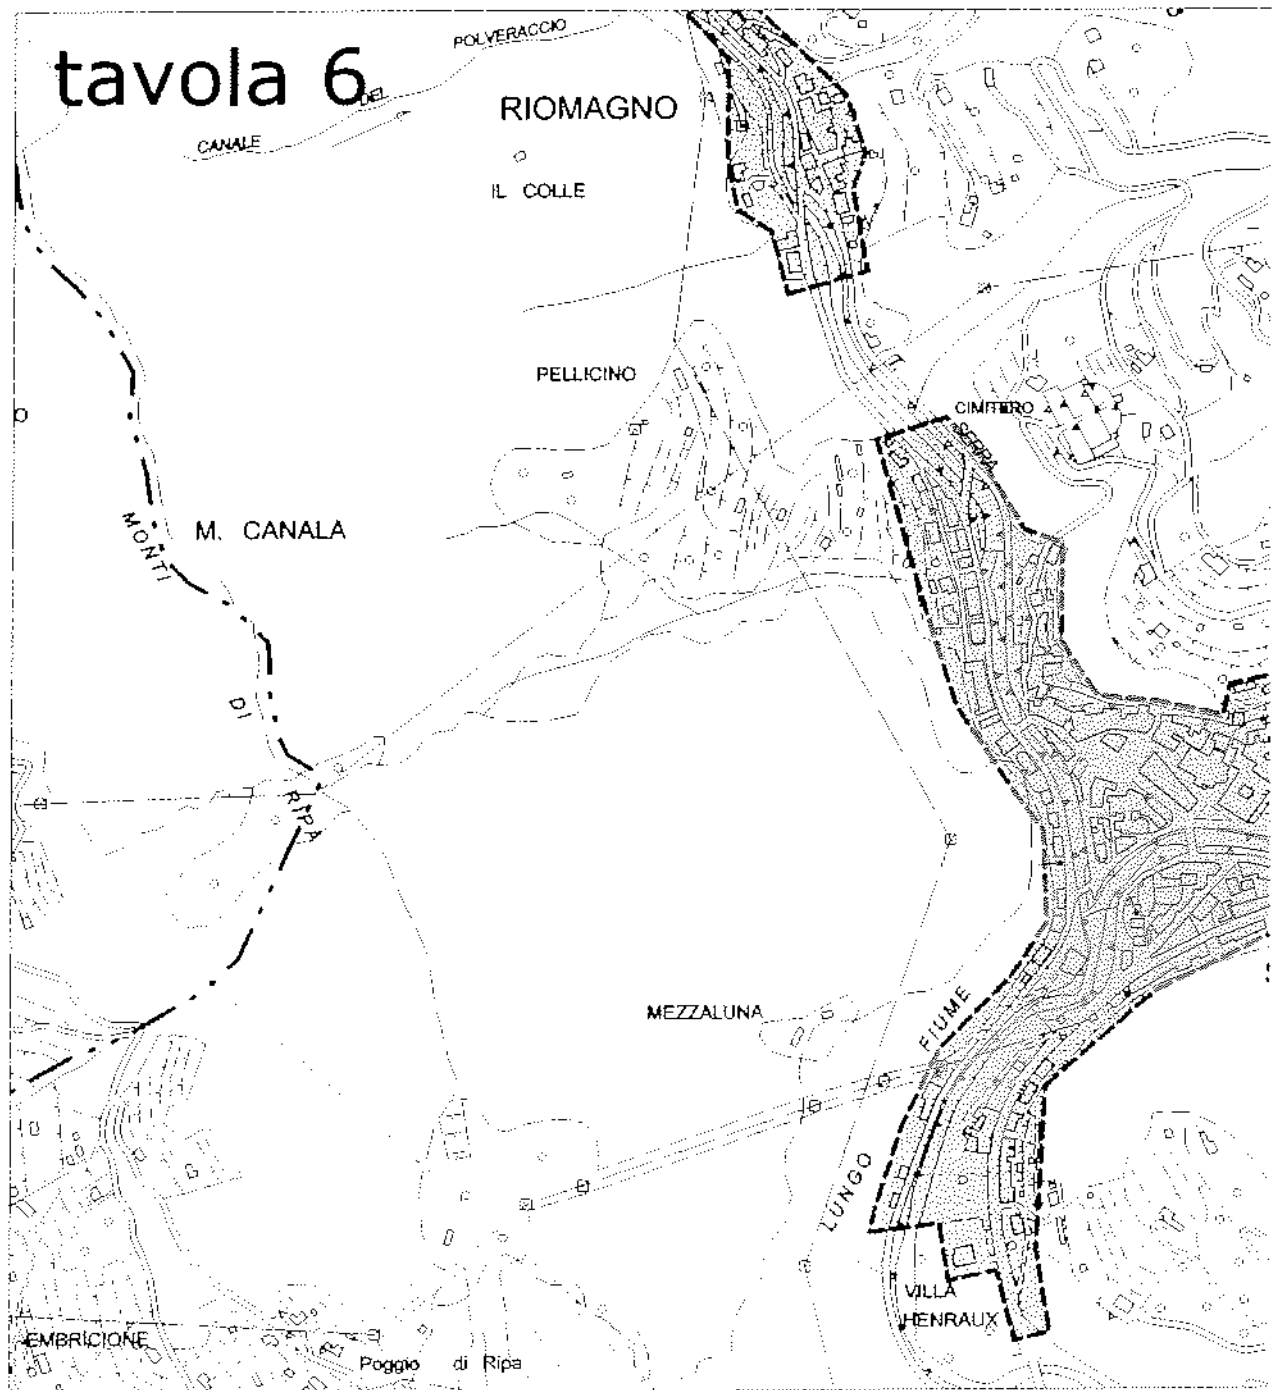 tavola 6
POLVERACCIO
CANALE
RIOMAGNO
IL COLLE
PELLICINO
CIMITERO
SERRA
M. CANALA
MONTI
DI
RIPA
MEZZALUNA
LUNGO
FIUME
VILLA
HENRAUX
EMBRICIONE
Poggio di Ripa